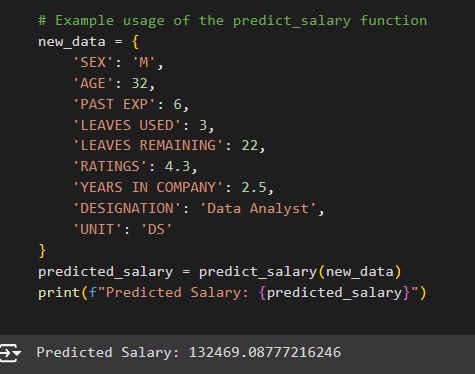 # Example usage of the predict_salary function
new_data = {
    'SEX': 'M',
    'AGE': 32,
    'PAST EXP': 6,
    'LEAVES USED': 3,
    'LEAVES REMAINING': 22,
    'RATINGS': 4.3,
    'YEARS IN COMPANY': 2.5,
    'DESIGNATION': 'Data Analyst',
    'UNIT': 'DS'
}
predicted_salary = predict_salary(new_data)
print(f"Predicted Salary: {predicted_salary}")
Predicted Salary: 132469.08777216246